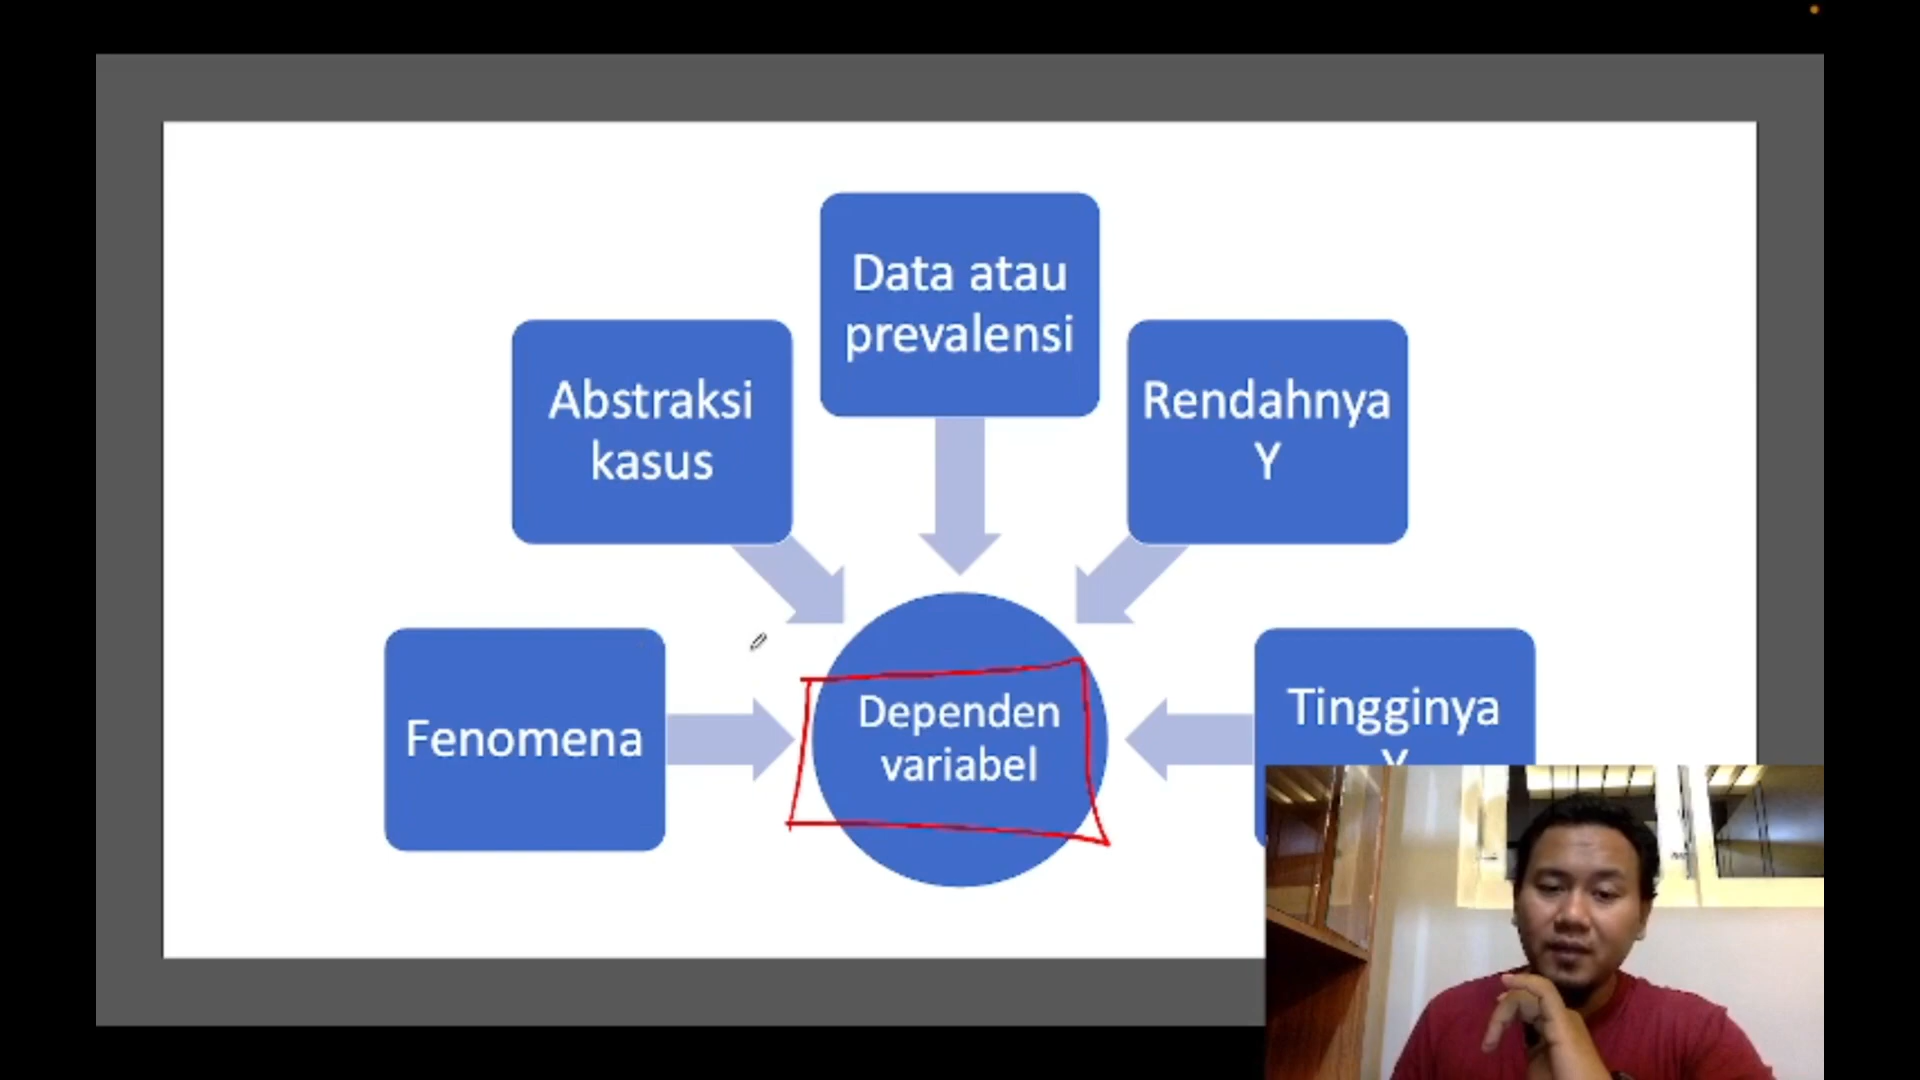 Data atau
prevalensi
Abstraksi
kasus
Rendahnya
Y
Fenomena
Dependen
variabel
Tingginya